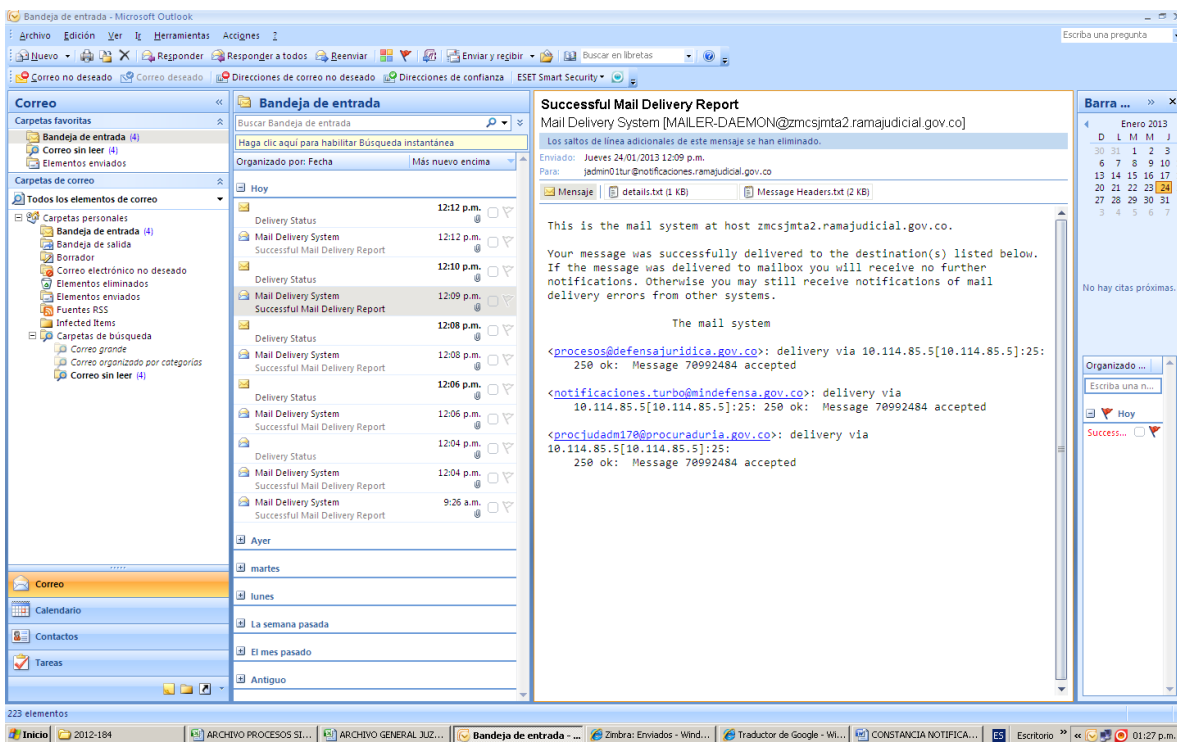 Bandeja de entrada - Microsoft Outlook
Archivo Edición Ver Ir Herramientas Acciones ?
Escriba una pregunta
Nuevo Responder Responder a todos Reenviar Enviar y recibir Buscar en libretas
Correo no deseado Correo deseado Direcciones de correo no deseado Direcciones de confianza ESET Smart Security
Correo «
Carpetas favoritas
Bandeja de entrada (4)
Correo sin leer (4)
Elementos enviados
Carpetas de correo
Todos los elementos de correo
Carpetas personales
Bandeja de entrada (4)
Bandeja de salida
Borrador
Correo electrónico no deseado
Elementos eliminados
Elementos enviados
Fuentes RSS
Infected Items
Carpetas de búsqueda
Correo grande
Correo organizado por categorías
Correo sin leer (4)
Correo
Calendario
Contactos
Tareas
Bandeja de entrada
Buscar Bandeja de entrada
Haga clic aquí para habilitar Búsqueda instantánea
Organizado por: Fecha Más nuevo encima
Hoy
12:12 p.m.
Delivery Status
Mail Delivery System 12:12 p.m.
Successful Mail Delivery Report
12:10 p.m.
Delivery Status
Mail Delivery System 12:09 p.m.
Successful Mail Delivery Report
12:08 p.m.
Delivery Status
Mail Delivery System 12:08 p.m.
Successful Mail Delivery Report
12:06 p.m.
Delivery Status
Mail Delivery System 12:06 p.m.
Successful Mail Delivery Report
12:04 p.m.
Delivery Status
Mail Delivery System 12:04 p.m.
Successful Mail Delivery Report
Mail Delivery System 9:26 a.m.
Successful Mail Delivery Report
Ayer
martes
lunes
La semana pasada
El mes pasado
Antiguo
Successful Mail Delivery Report
Mail Delivery System [MAILER-DAEMON@zmcsjmta2.ramajudicial.gov.co]
Los saltos de línea adicionales de este mensaje se han eliminado.
Enviado: Jueves 24/01/2013 12:09 p.m.
Para: jadmin01tur@notificaciones.ramajudicial.gov.co
Mensaje details.txt (1 KB) Message Headers.txt (2 KB)
This is the mail system at host zmcsjmta2.ramajudicial.gov.co.
Your message was successfully delivered to the destination(s) listed below.
If the message was delivered to mailbox you will receive no further
notifications. Otherwise you may still receive notifications of mail
delivery errors from other systems.
The mail system
<procesos@defensajuridica.gov.co>: delivery via 10.114.85.5[10.114.85.5]:25:
250 ok: Message 70992484 accepted
<notificaciones.turbo@mindefensa.gov.co>: delivery via
10.114.85.5[10.114.85.5]:25: 250 ok: Message 70992484 accepted
<procjudadm170@procuraduria.gov.co>: delivery via
10.114.85.5[10.114.85.5]:25:
250 ok: Message 70992484 accepted
Barra ... »
Enero 2013
D L M M J
30 31 1 2 3
6 7 8 9 10
13 14 15 16 17
20 21 22 23 24
27 28 29 30 31
3 4 5 6 7
No hay citas próximas.
Organizado ...
Escriba una n...
Hoy
Success...
223 elementos
Inicio 2012-184 ARCHIVO PROCESOS SI... ARCHIVO GENERAL JUZ... Bandeja de entrada - ... Zimbra: Enviados - Wind... Traductor de Google - Wi... CONSTANCIA NOTIFICA... ES Escritorio » « 01:27 p.m.